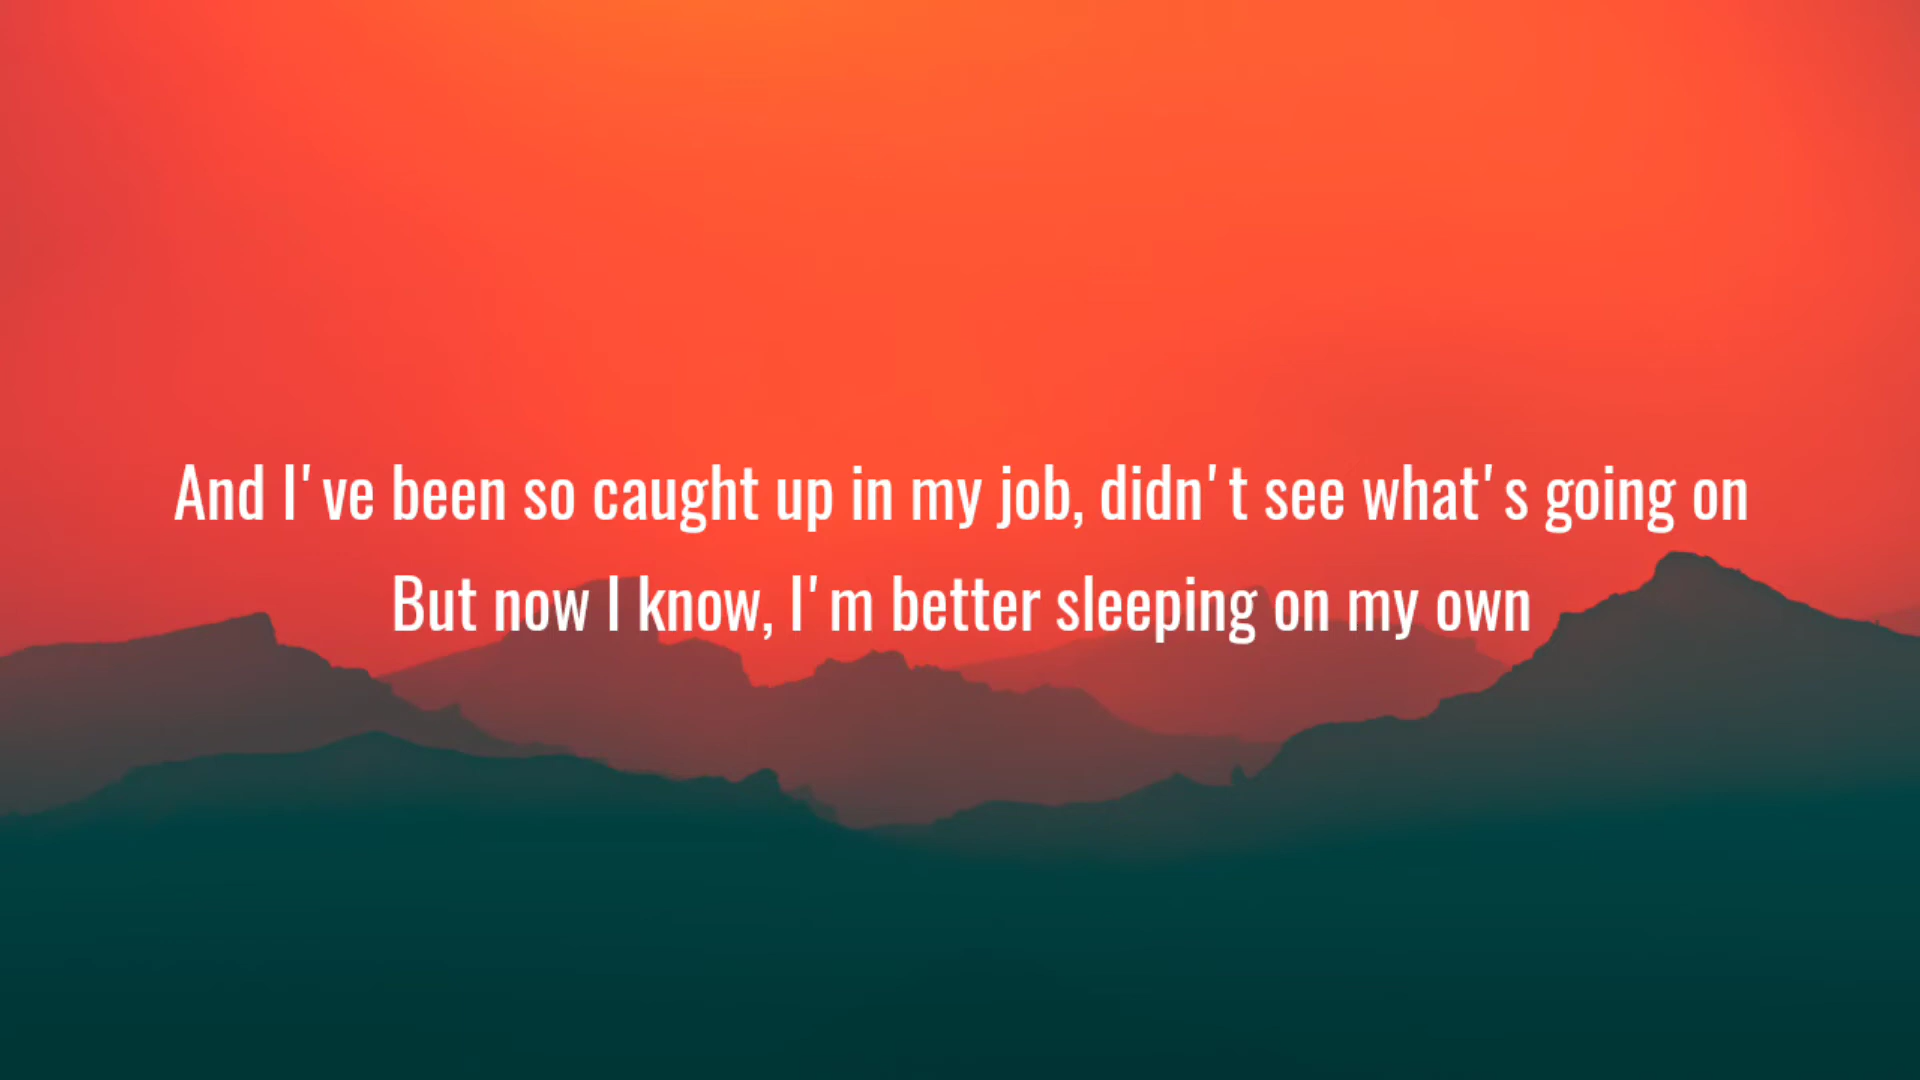 And I've been so caught up in my job, didn't see what's going on
But now I know, I'm better sleeping on my own